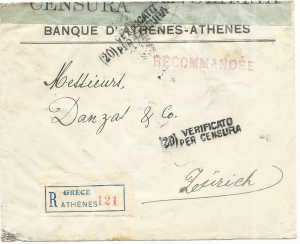 CENSURA
BANQUE D'ATHÈNES-ATHÈNES
(20) VERIFICATO
PER CENSURA
RECOMMANDÉE
Messieurs,
Danzas & Co.
(20) VERIFICATO
PER CENSURA
Zürich
GRÈCE
R ATHÈNES 121